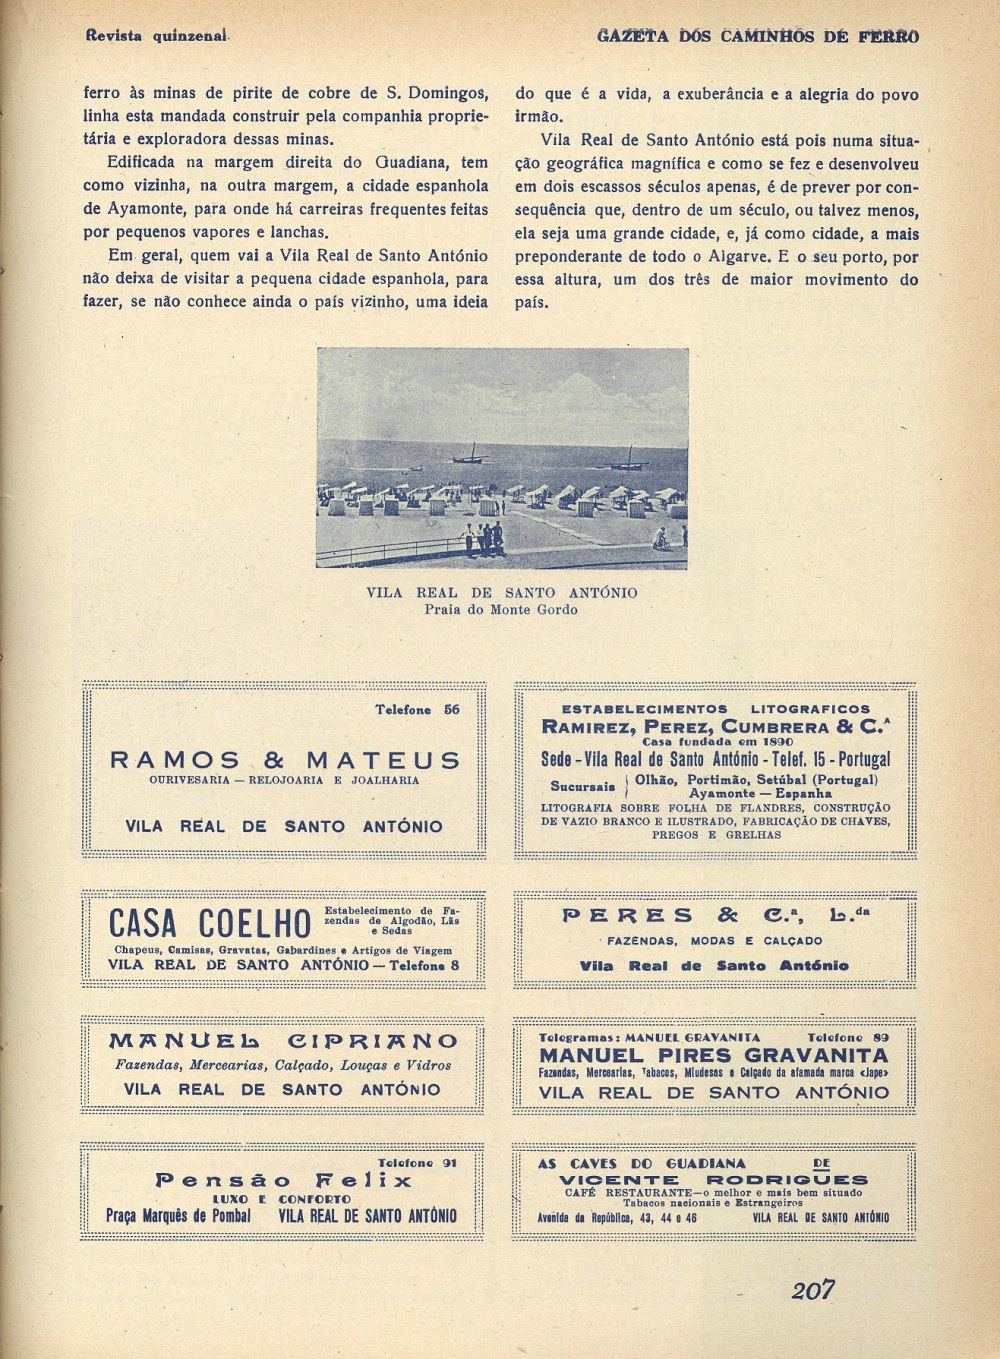 Revista quinzenal
GAZETA DOS CAMINHOS DE FERRO
ferro às minas de pirite de cobre de S. Domingos,
linha esta mandada construir pela companhia proprie-
tária e exploradora dessas minas.
Edificada na margem direita do Guadiana, tem
como vizinha, na outra margem, a cidade espanhola
de Ayamonte, para onde há carreiras frequentes feitas
por pequenos vapores e lanchas.
Em geral, quem vai a Vila Real de Santo António
não deixa de visitar a pequena cidade espanhola, para
fazer, se não conhece ainda o país vizinho, uma ideia
do que é a vida, a exuberância e a alegria do povo
irmão.
Vila Real de Santo António está pois numa situa-
ção geográfica magnífica e como se fez e desenvolveu
em dois escassos séculos apenas, é de prever por con-
sequência que, dentro de um século, ou talvez menos,
ela seja uma grande cidade, e, já como cidade, a mais
preponderante de todo o Algarve. E o seu porto, por
essa altura, um dos três de maior movimento do
país.
VILA REAL DE SANTO ANTÓNIO
Praia do Monte Gordo
Telefone 56
RAMOS & MATEUS
OURIVESARIA — RELOJOARIA E JOALHARIA
VILA REAL DE SANTO ANTÓNIO
ESTABELECIMENTOS LITOGRAFICOS
RAMIREZ, PEREZ, CUMBRERA & C.ª
Casa fundada em 1890
Sede - Vila Real de Santo António - Telef. 15 - Portugal
Sucursais Olhão, Portimão, Setúbal (Portugal)
Ayamonte — Espanha
LITOGRAFIA SOBRE FOLHA DE FLANDRES, CONSTRUÇÃO
DE VAZIO BRANCO E ILUSTRADO, FABRICAÇÃO DE CHAVES,
PREGOS E GRELHAS
CASA COELHO
Estabelecimento de Fa-
zendas de Algodão, Lãs
e Sedas
Chapeus, Camisas, Gravatas, Gabardines e Artigos de Viagem
VILA REAL DE SANTO ANTÓNIO — Telefone 8
PERES & C.ª, L.da
FAZENDAS, MODAS E CALÇADO
Vila Real de Santo António
MANUEL CIPRIANO
Fazendas, Mercearias, Calçado, Louças e Vidros
VILA REAL DE SANTO ANTÓNIO
Telegramas: MANUEL GRAVANITA Telefone 89
MANUEL PIRES GRAVANITA
Fazendas, Mercearias, Tabacos, Miudesas e Calçado da afamada marca «Jape»
VILA REAL DE SANTO ANTÓNIO
Telefone 91
Pensão Felix
LUXO E CONFORTO
Praça Marquês de Pombal VILA REAL DE SANTO ANTÓNIO
AS CAVES DO GUADIANA DE
VICENTE RODRIGUES
CAFÉ RESTAURANTE—o melhor e mais bem situado
Tabacos nacionais e Estrangeiros
Avenida da República, 43, 44 e 46 VILA REAL DE SANTO ANTÓNIO
207